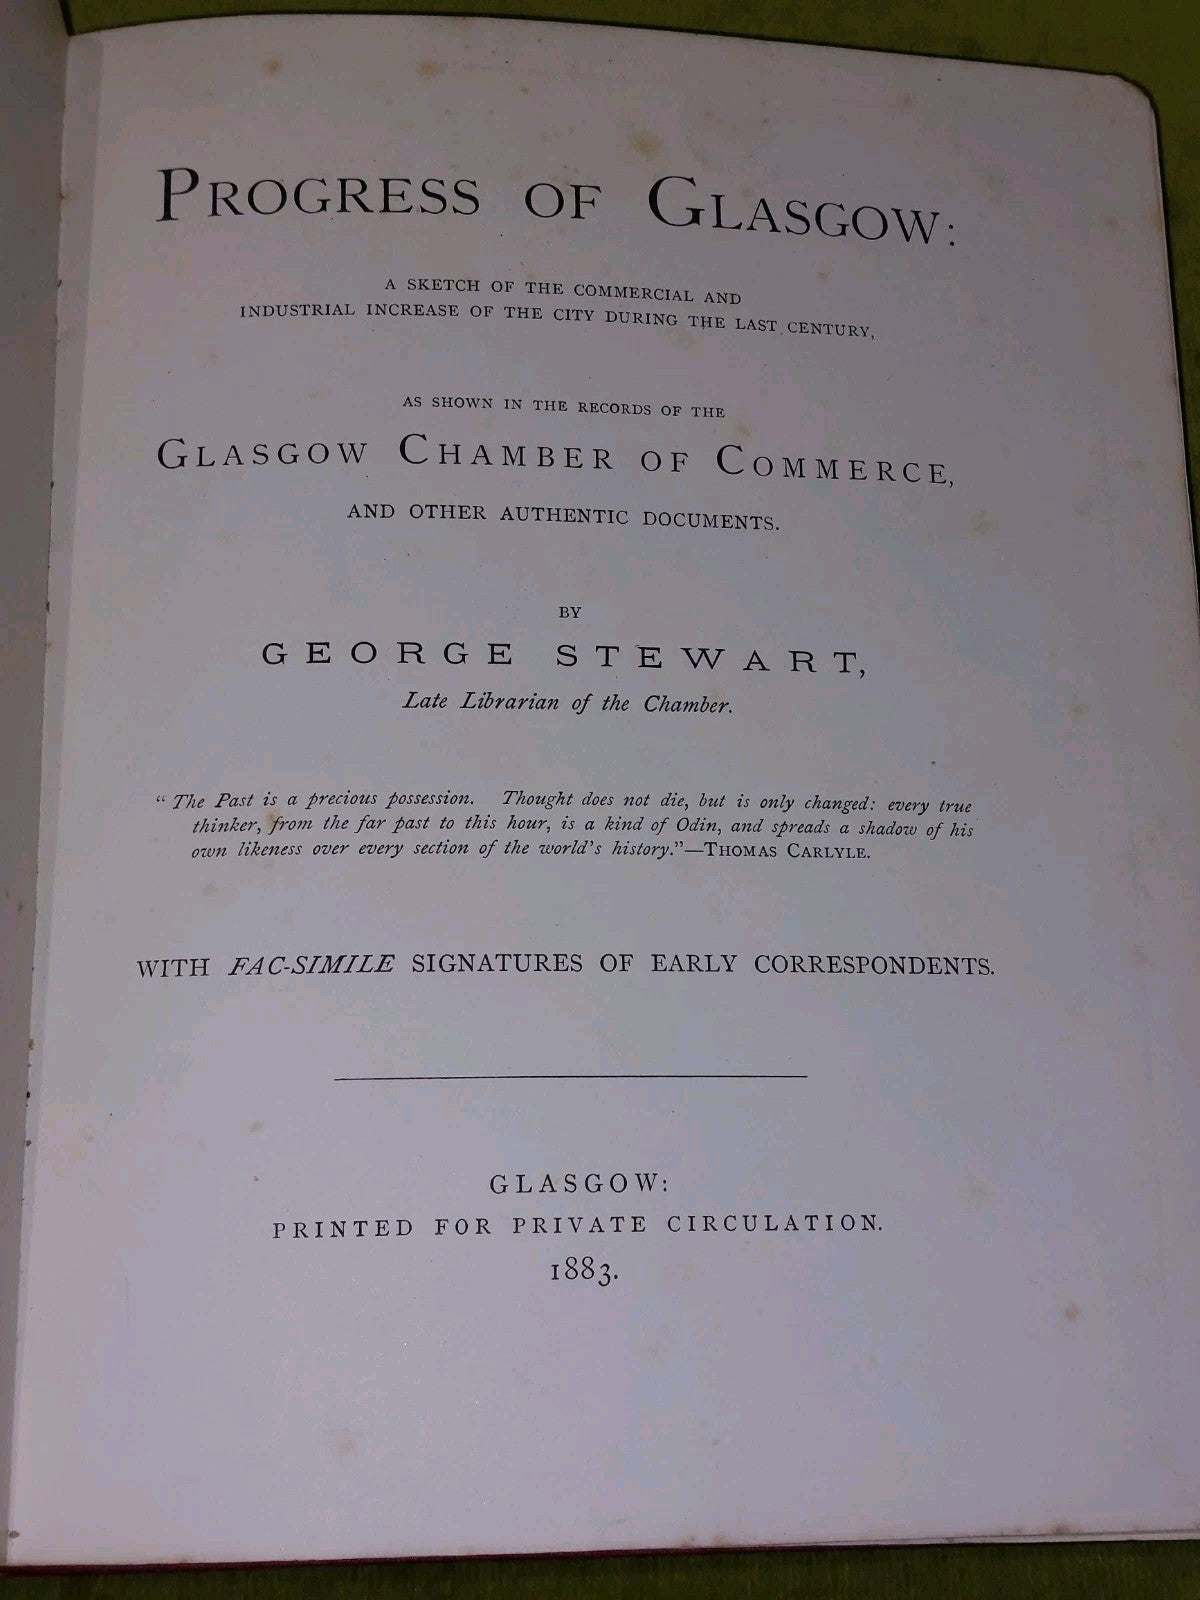 PROGRESS OF GLASGOW:
A SKETCH OF THE COMMERCIAL AND
INDUSTRIAL INCREASE OF THE CITY DURING THE LAST CENTURY,
AS SHOWN IN THE RECORDS OF THE
GLASGOW CHAMBER OF COMMERCE,
AND OTHER AUTHENTIC DOCUMENTS.
BY
GEORGE STEWART,
Late Librarian of the Chamber.
“The Past is a precious possession. Thought does not die, but is only changed: every true
thinker, from the far past to this hour, is a kind of Odin, and spreads a shadow of his
own likeness over every section of the world's history.”—THOMAS CARLYLE.
WITH FAC-SIMILE SIGNATURES OF EARLY CORRESPONDENTS.
GLASGOW:
PRINTED FOR PRIVATE CIRCULATION.
1883.